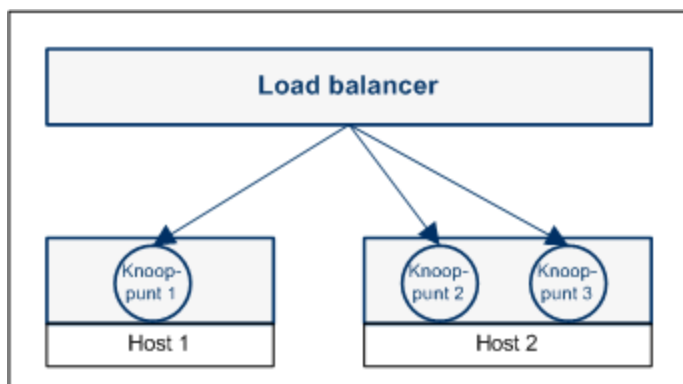 Load balancer
Knoop-
punt 1
Knoop-
punt 2
Knoop-
punt 3
Host 1
Host 2